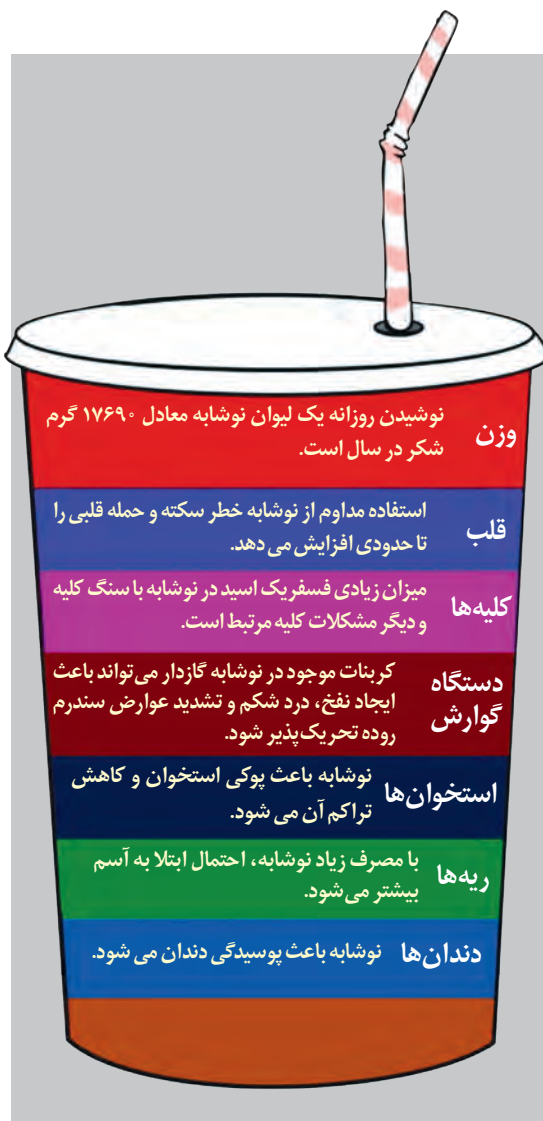 وزن
نوشیدن روزانه یک لیوان نوشابه معادل ۱۷۶۹۰ گرم
شکر در سال است.
قلب
استفاده مداوم از نوشابه خطر سکته و حمله قلبی را
تا حدودی افزایش می دهد.
کلیه‌ها
میزان زیادی فسفریک اسید در نوشابه با سنگ کلیه
و دیگر مشکلات کلیه مرتبط است.
دستگاه
گوارش
کربنات موجود در نوشابه گازدار می‌تواند باعث
ایجاد نفخ، درد شکم و تشدید عوارض سندرم
روده تحریک‌پذیر شود.
استخوان‌ها
نوشابه باعث پوکی استخوان و کاهش
تراکم آن می شود.
ریه‌ها
با مصرف زیاد نوشابه، احتمال ابتلا به آسم
بیشتر می‌شود.
دندان‌ها
نوشابه باعث پوسیدگی دندان می شود.